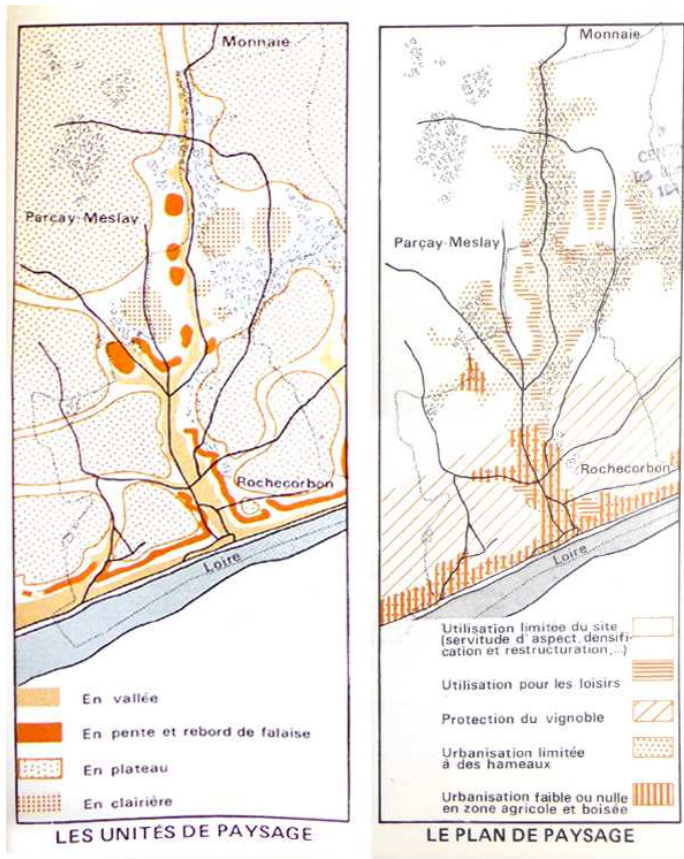 Monnaie
Parçay-Meslay
Rochecorbon
Loire
En vallée
En pente et rebord de falaise
En plateau
En clairière
LES UNITÉS DE PAYSAGE
Monnaie
Parçay-Meslay
Rochecorbon
Loire
Utilisation limitée du site
(servitude d'aspect, densifi-
cation et restructuration,...)
Utilisation pour les loisirs
Protection du vignoble
Urbanisation limitée
à des hameaux
Urbanisation faible ou nulle
en zone agricole et boisée
LE PLAN DE PAYSAGE